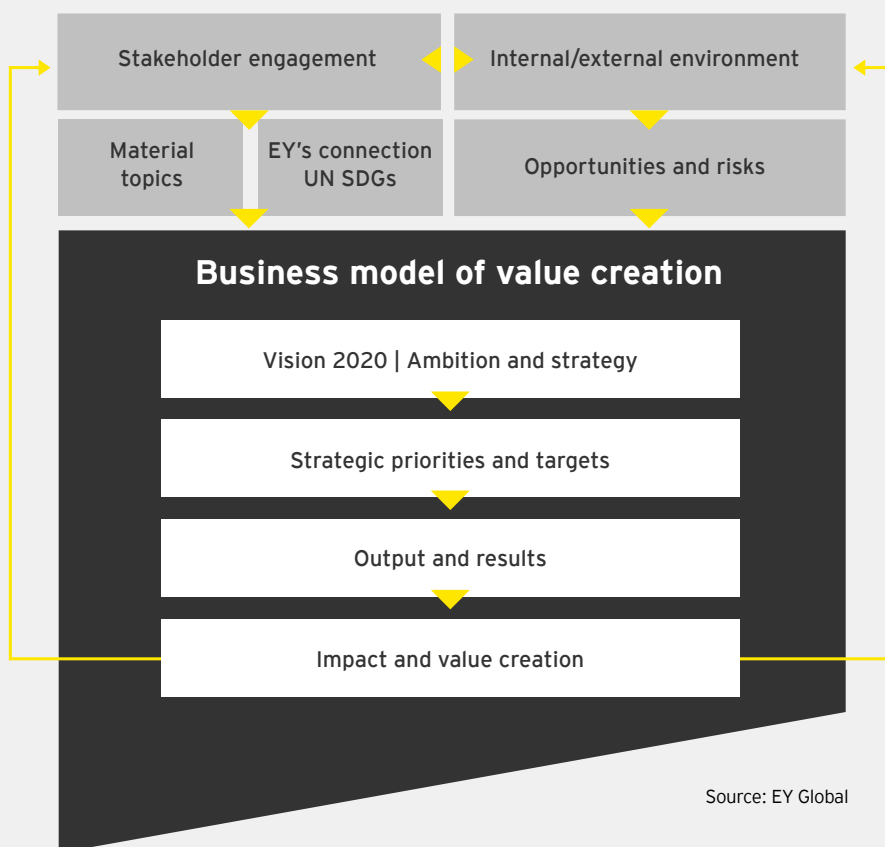 Stakeholder engagement
Internal/external environment
Material
topics
EY's connection
UN SDGs
Opportunities and risks
Business model of value creation
Vision 2020 | Ambition and strategy
Strategic priorities and targets
Output and results
Impact and value creation
Source: EY Global